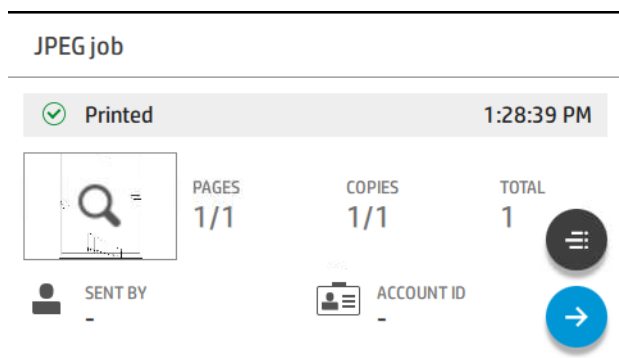 JPEG job
Printed 1:28:39 PM
PAGES COPIES TOTAL
1/1 1/1 1
SENT BY ACCOUNT ID
- -